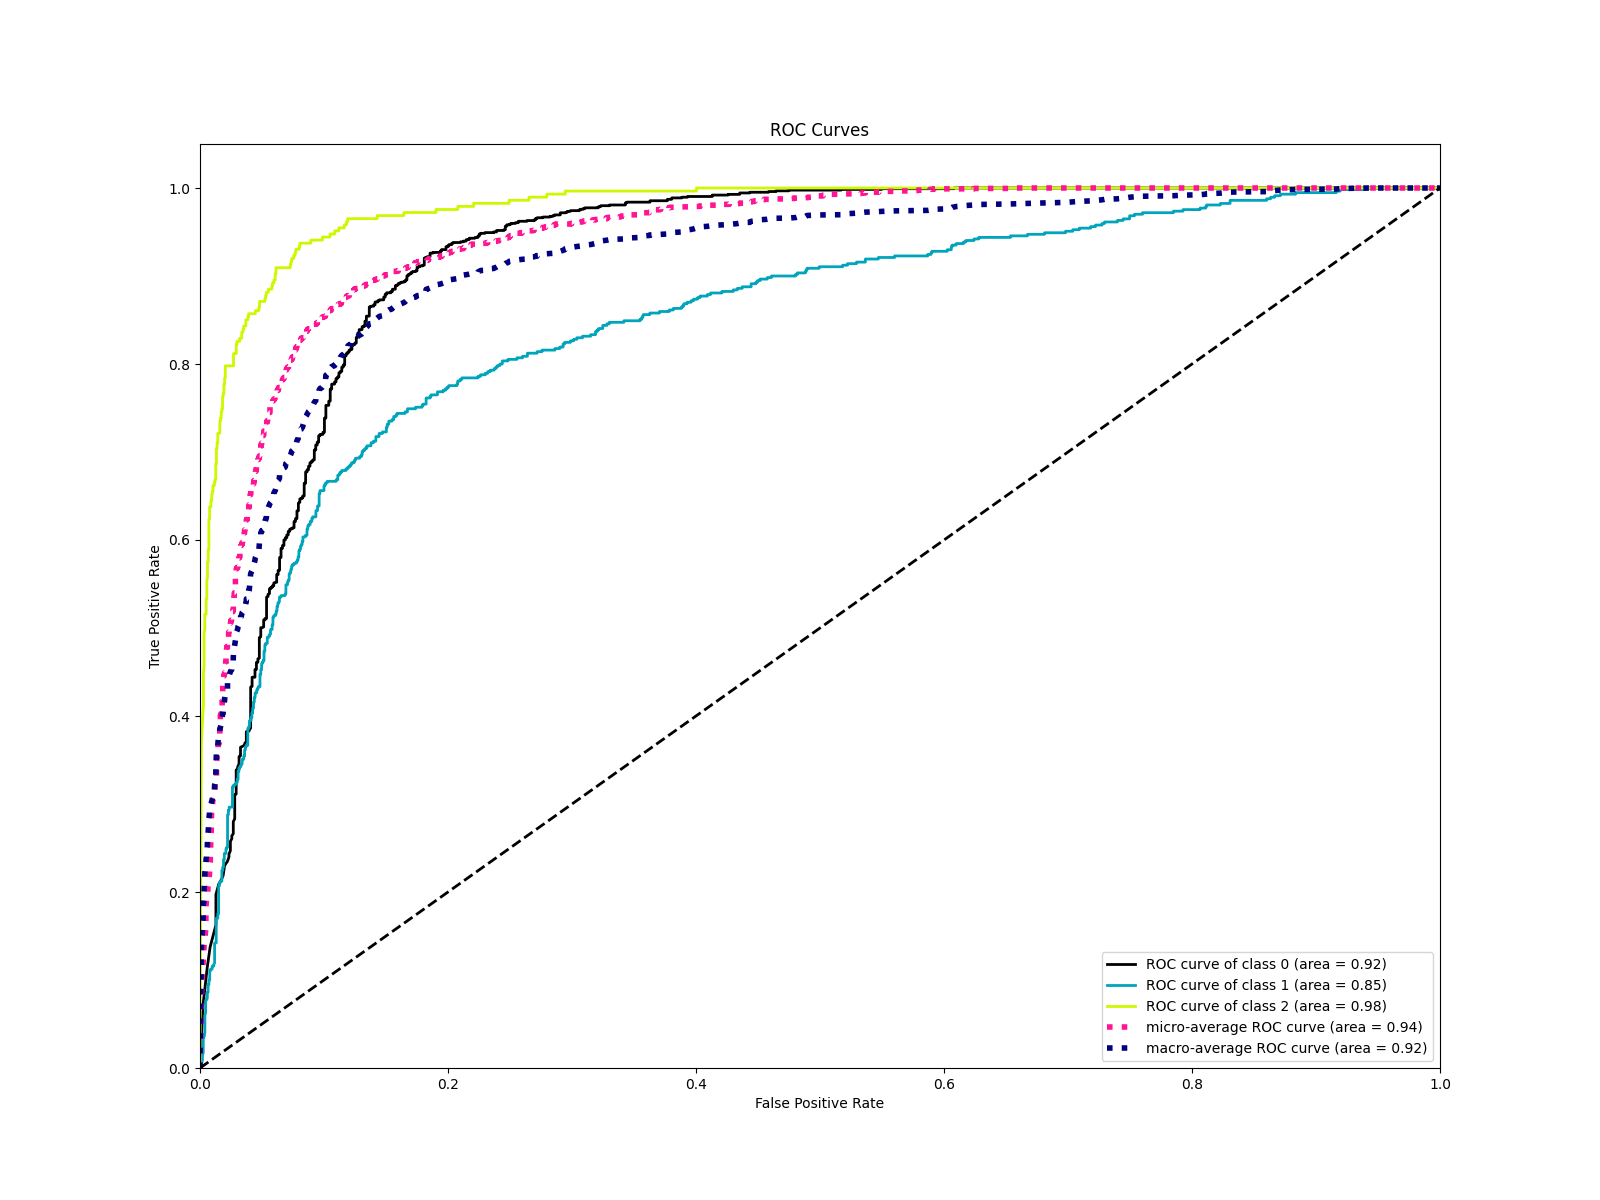 ROC Curves
True Positive Rate
1.0
0.8
0.6
0.4
0.2
0.0
0.0 0.2 0.4 0.6 0.8 1.0
False Positive Rate
ROC curve of class 0 (area = 0.92)
ROC curve of class 1 (area = 0.85)
ROC curve of class 2 (area = 0.98)
micro-average ROC curve (area = 0.94)
macro-average ROC curve (area = 0.92)